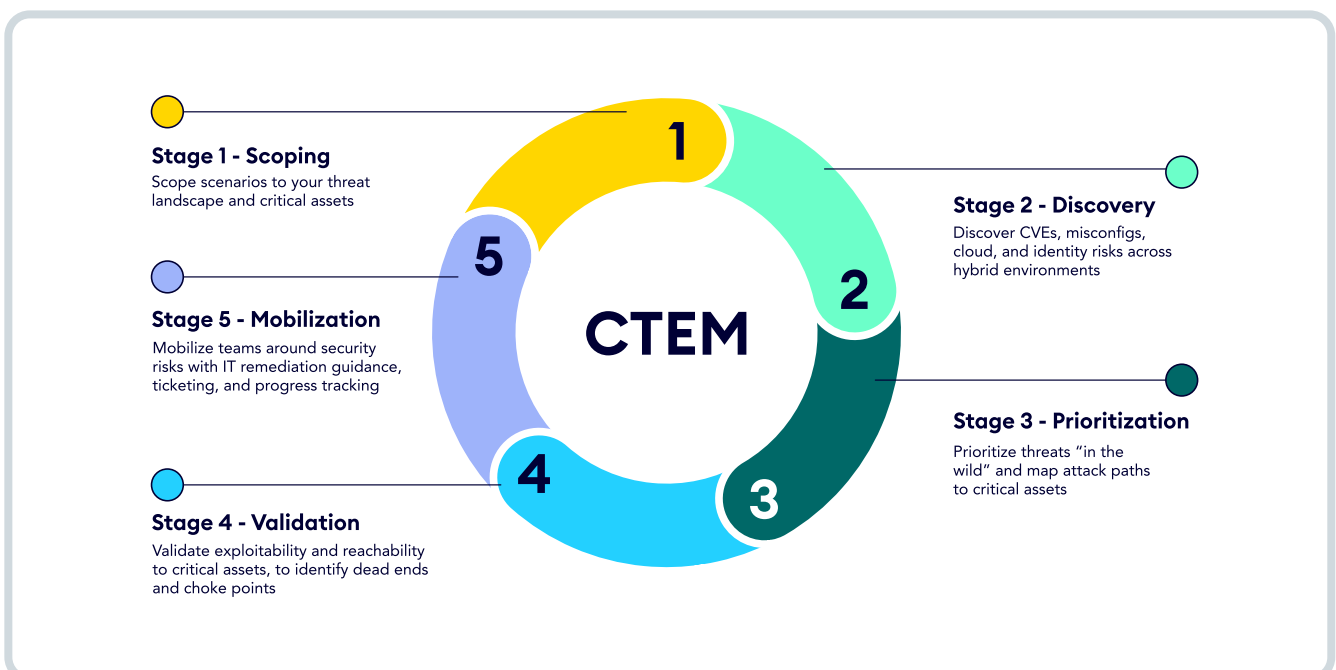 1
Stage 1 - Scoping
Scope scenarios to your threat
landscape and critical assets
2
Stage 2 - Discovery
Discover CVEs, misconfigs,
cloud, and identity risks across
hybrid environments
CTEM
3
Stage 3 - Prioritization
Prioritize threats “in the
wild” and map attack paths
to critical assets
4
Stage 4 - Validation
Validate exploitability and reachability
to critical assets, to identify dead ends
and choke points
5
Stage 5 - Mobilization
Mobilize teams around security
risks with IT remediation guidance,
ticketing, and progress tracking